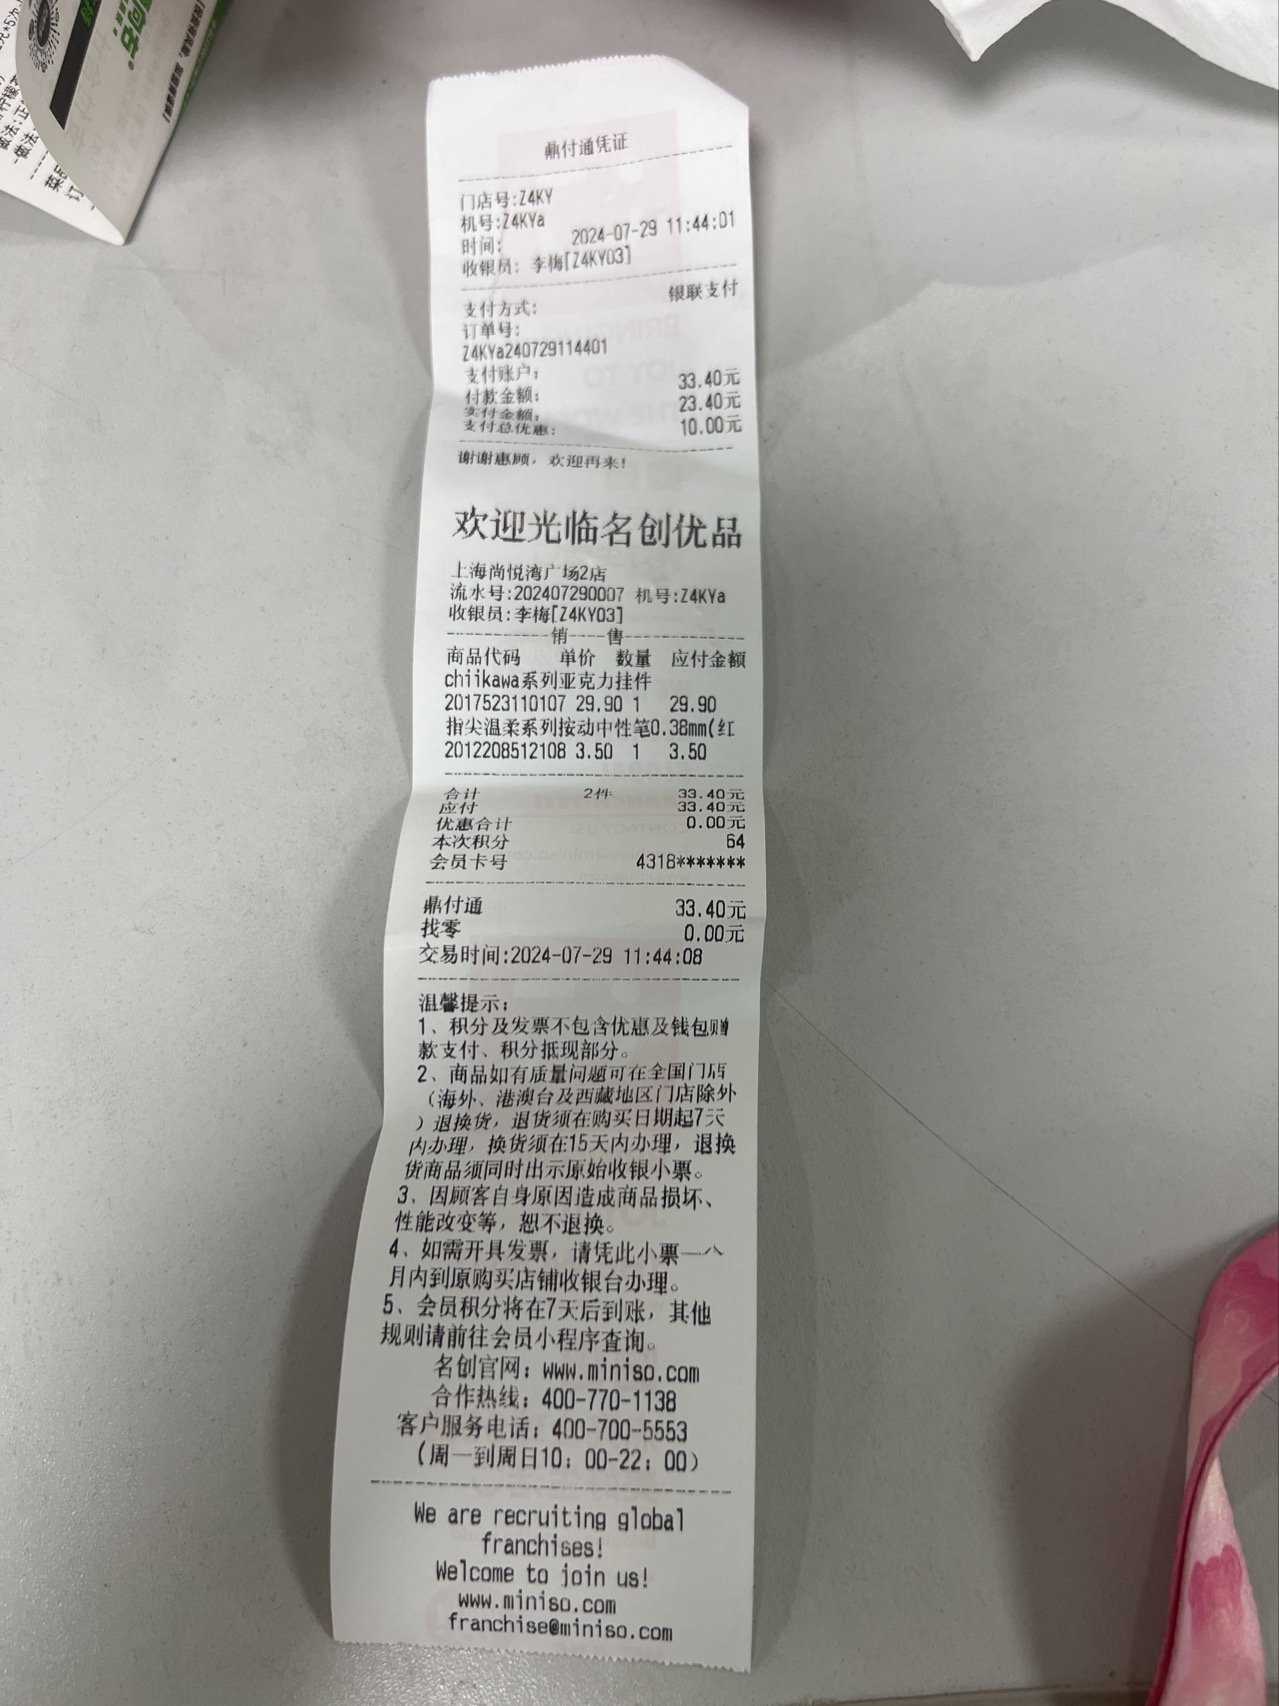 鼎付通凭证
门店号:Z4KY
机号:Z4KYa
时间: 2024-07-29 11:44:01
收银员: 李梅[Z4KY03]
支付方式: 银联支付
订单号:
Z4KYa240729114401
支付账户:
付款金额: 33.40元
实付金额: 23.40元
支付总优惠: 10.00元
谢谢惠顾，欢迎再来!
欢迎光临名创优品
上海尚悦湾广场2店
流水号:202407290007 机号:Z4KYa
收银员:李梅[Z4KY03]
销----售
商品代码 单价 数量 应付金额
chiikawa系列亚克力挂件
2017523110107 29.90 1 29.90
指尖温柔系列按动中性笔0.38mm(红
2012208512108 3.50 1 3.50
合计 2件 33.40元
应付 33.40元
优惠合计 0.00元
本次积分 64
会员卡号 4318*******
鼎付通 33.40元
找零 0.00元
交易时间:2024-07-29 11:44:08
温馨提示:
1、积分及发票不包含优惠及钱包赠
款支付、积分抵现部分。
2、商品如有质量问题可在全国门店
（海外、港澳台及西藏地区门店除外
）退换货，退货须在购买日期起7天
内办理，换货须在15天内办理，退换
货商品须同时出示原始收银小票。
3、因顾客自身原因造成商品损坏、
性能改变等，恕不退换。
4、如需开具发票，请凭此小票一个
月内到原购买店铺收银台办理。
5、会员积分将在7天后到账，其他
规则请前往会员小程序查询。
名创官网: www.miniso.com
合作热线: 400-770-1138
客户服务电话: 400-700-5553
(周一到周日10: 00-22: 00)
We are recruiting global
franchises!
Welcome to join us!
www.miniso.com
franchise@miniso.com